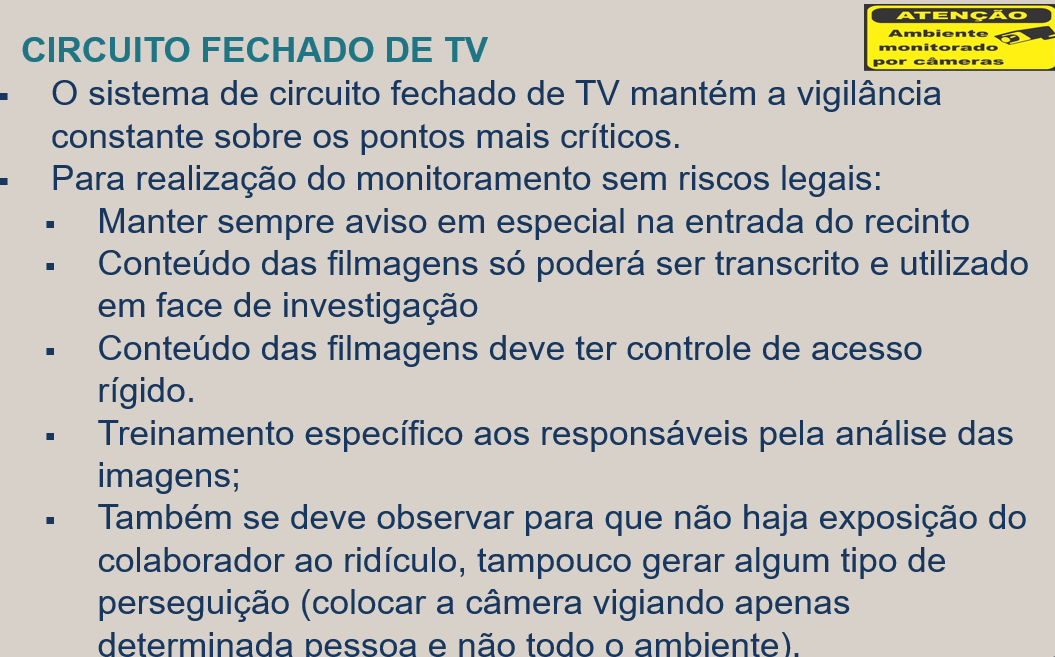 ATENÇÃO
Ambiente
monitorado
por câmeras
CIRCUITO FECHADO DE TV
▪ O sistema de circuito fechado de TV mantém a vigilância
constante sobre os pontos mais críticos.
▪ Para realização do monitoramento sem riscos legais:
▪ Manter sempre aviso em especial na entrada do recinto
▪ Conteúdo das filmagens só poderá ser transcrito e utilizado
em face de investigação
▪ Conteúdo das filmagens deve ter controle de acesso
rígido.
▪ Treinamento específico aos responsáveis pela análise das
imagens;
▪ Também se deve observar para que não haja exposição do
colaborador ao ridículo, tampouco gerar algum tipo de
perseguição (colocar a câmera vigiando apenas
determinada pessoa e não todo o ambiente).